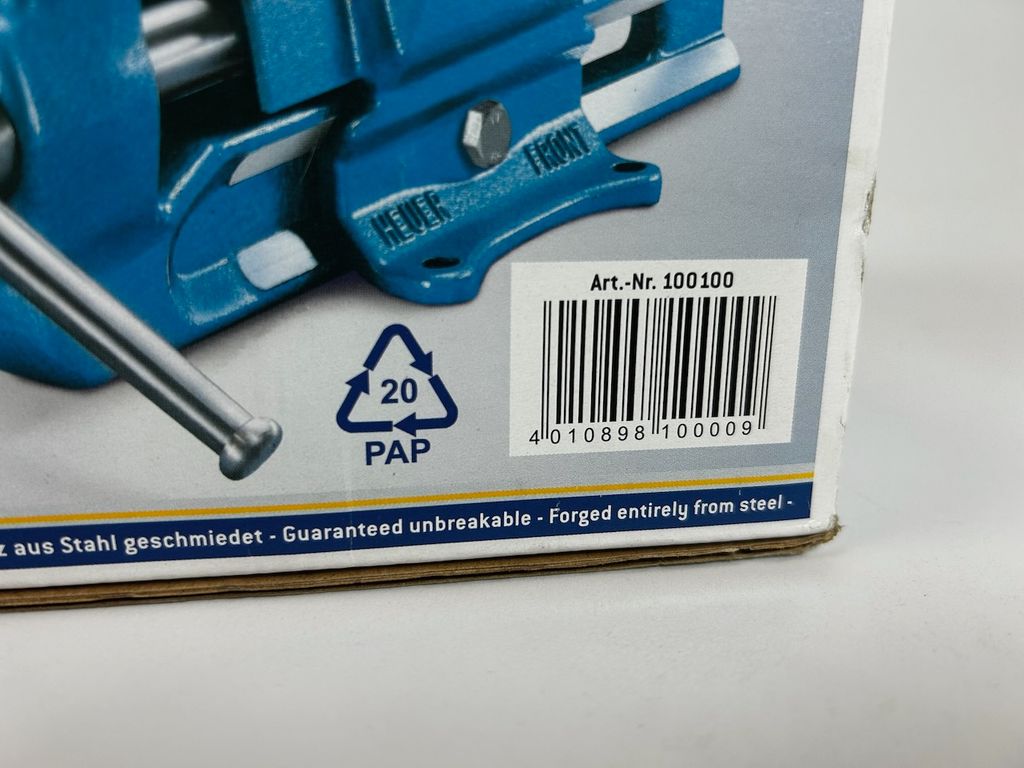 HEUER FRONT
Art.-Nr. 100100
4 010898 100009
20
PAP
z aus Stahl geschmiedet - Guaranteed unbreakable - Forged entirely from steel -